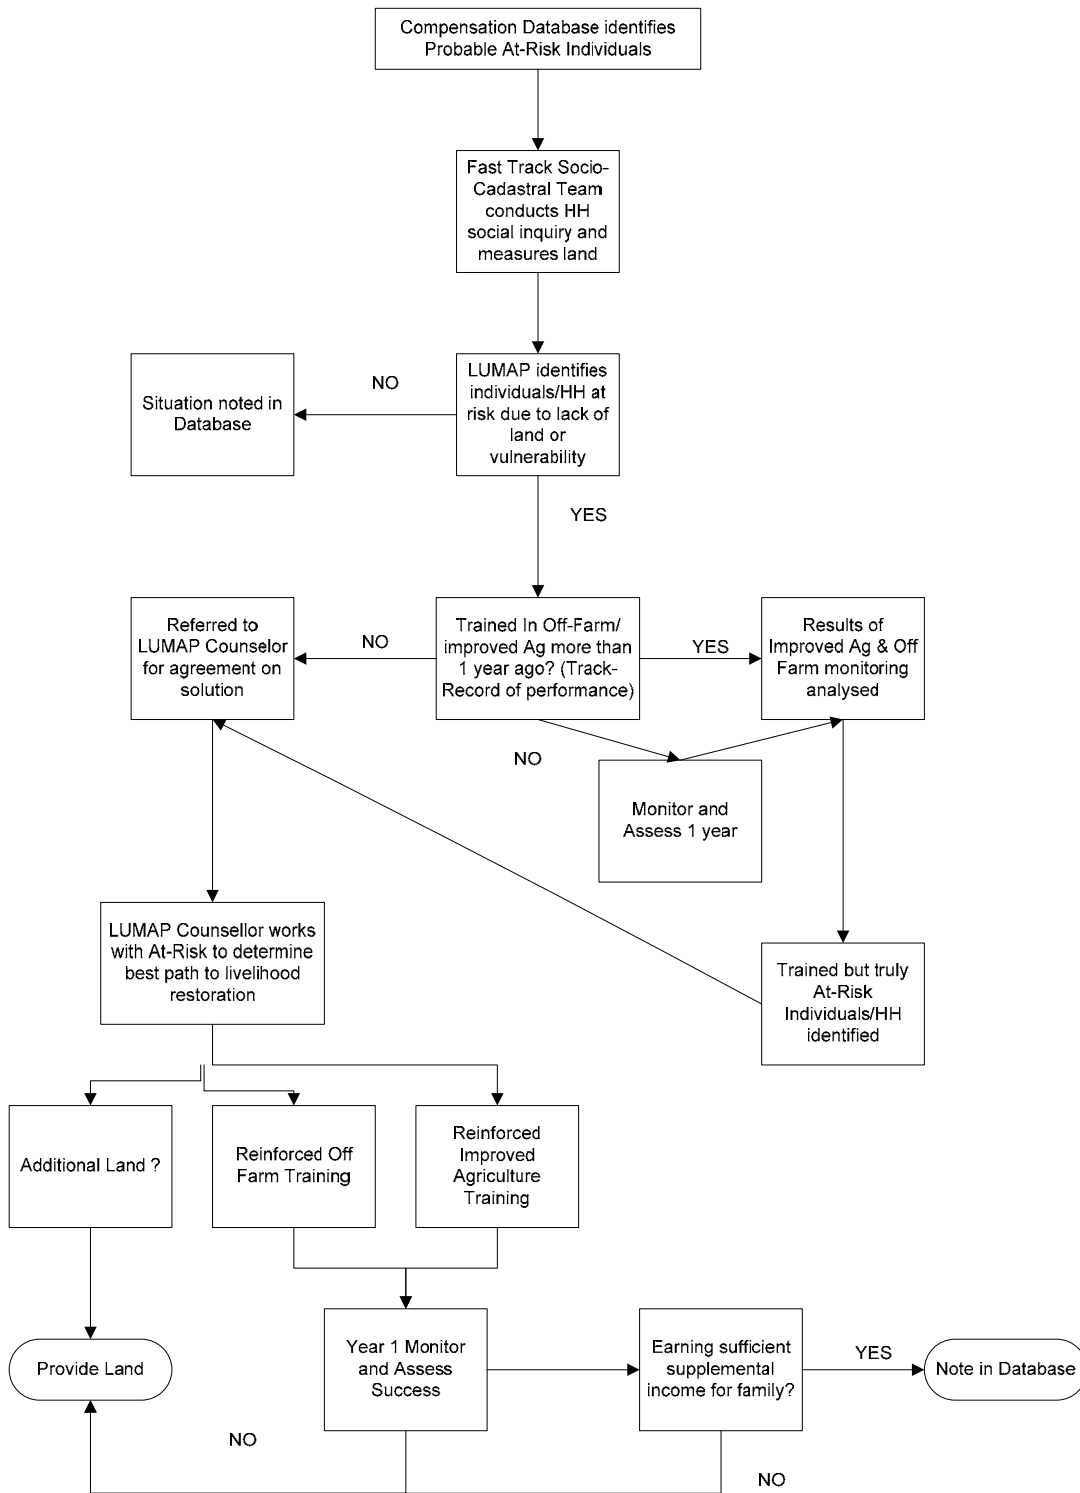 Compensation Database identifies
Probable At-Risk Individuals
Fast Track Socio-
Cadastral Team
conducts HH
social inquiry and
measures land
NO
Situation noted in
Database
LUMAP identifies
individuals/HH at
risk due to lack of
land or
vulnerability
YES
Referred to
LUMAP Counselor
for agreement on
solution
NO
Trained In Off-Farm/
improved Ag more than
1 year ago? (Track-
Record of performance)
YES
Results of
Improved Ag & Off
Farm monitoring
analysed
NO
Monitor and
Assess 1 year
LUMAP Counsellor works
with At-Risk to determine
best path to livelihood
restoration
Trained but truly
At-Risk
Individuals/HH
identified
Additional Land ?
Reinforced Off
Farm Training
Reinforced
Improved
Agriculture
Training
Provide Land
Year 1 Monitor
and Assess
Success
Earning sufficient
supplemental
income for family?
YES
Note in Database
NO
NO